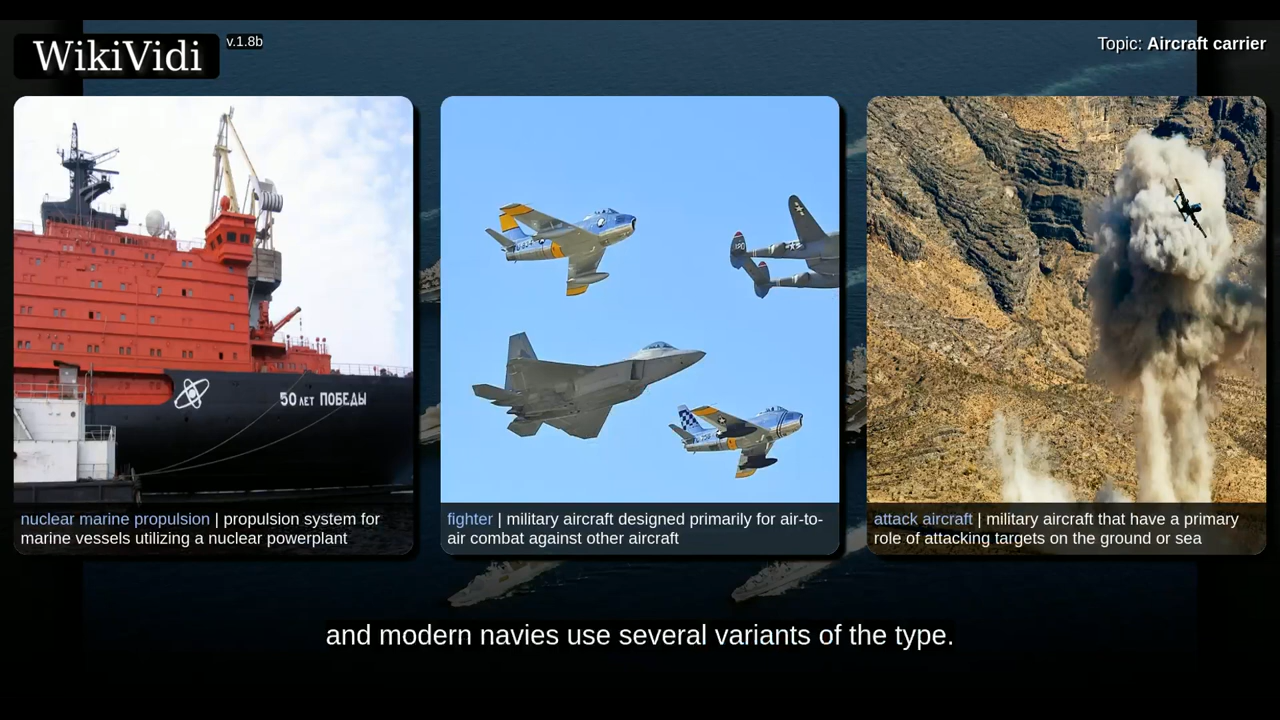 WikiVidi
v.1.8b
Topic: Aircraft carrier
50 ЛЕТ ПОБЕДЫ
nuclear marine propulsion | propulsion system for
marine vessels utilizing a nuclear powerplant
fighter | military aircraft designed primarily for air-to-
air combat against other aircraft
attack aircraft | military aircraft that have a primary
role of attacking targets on the ground or sea
and modern navies use several variants of the type.